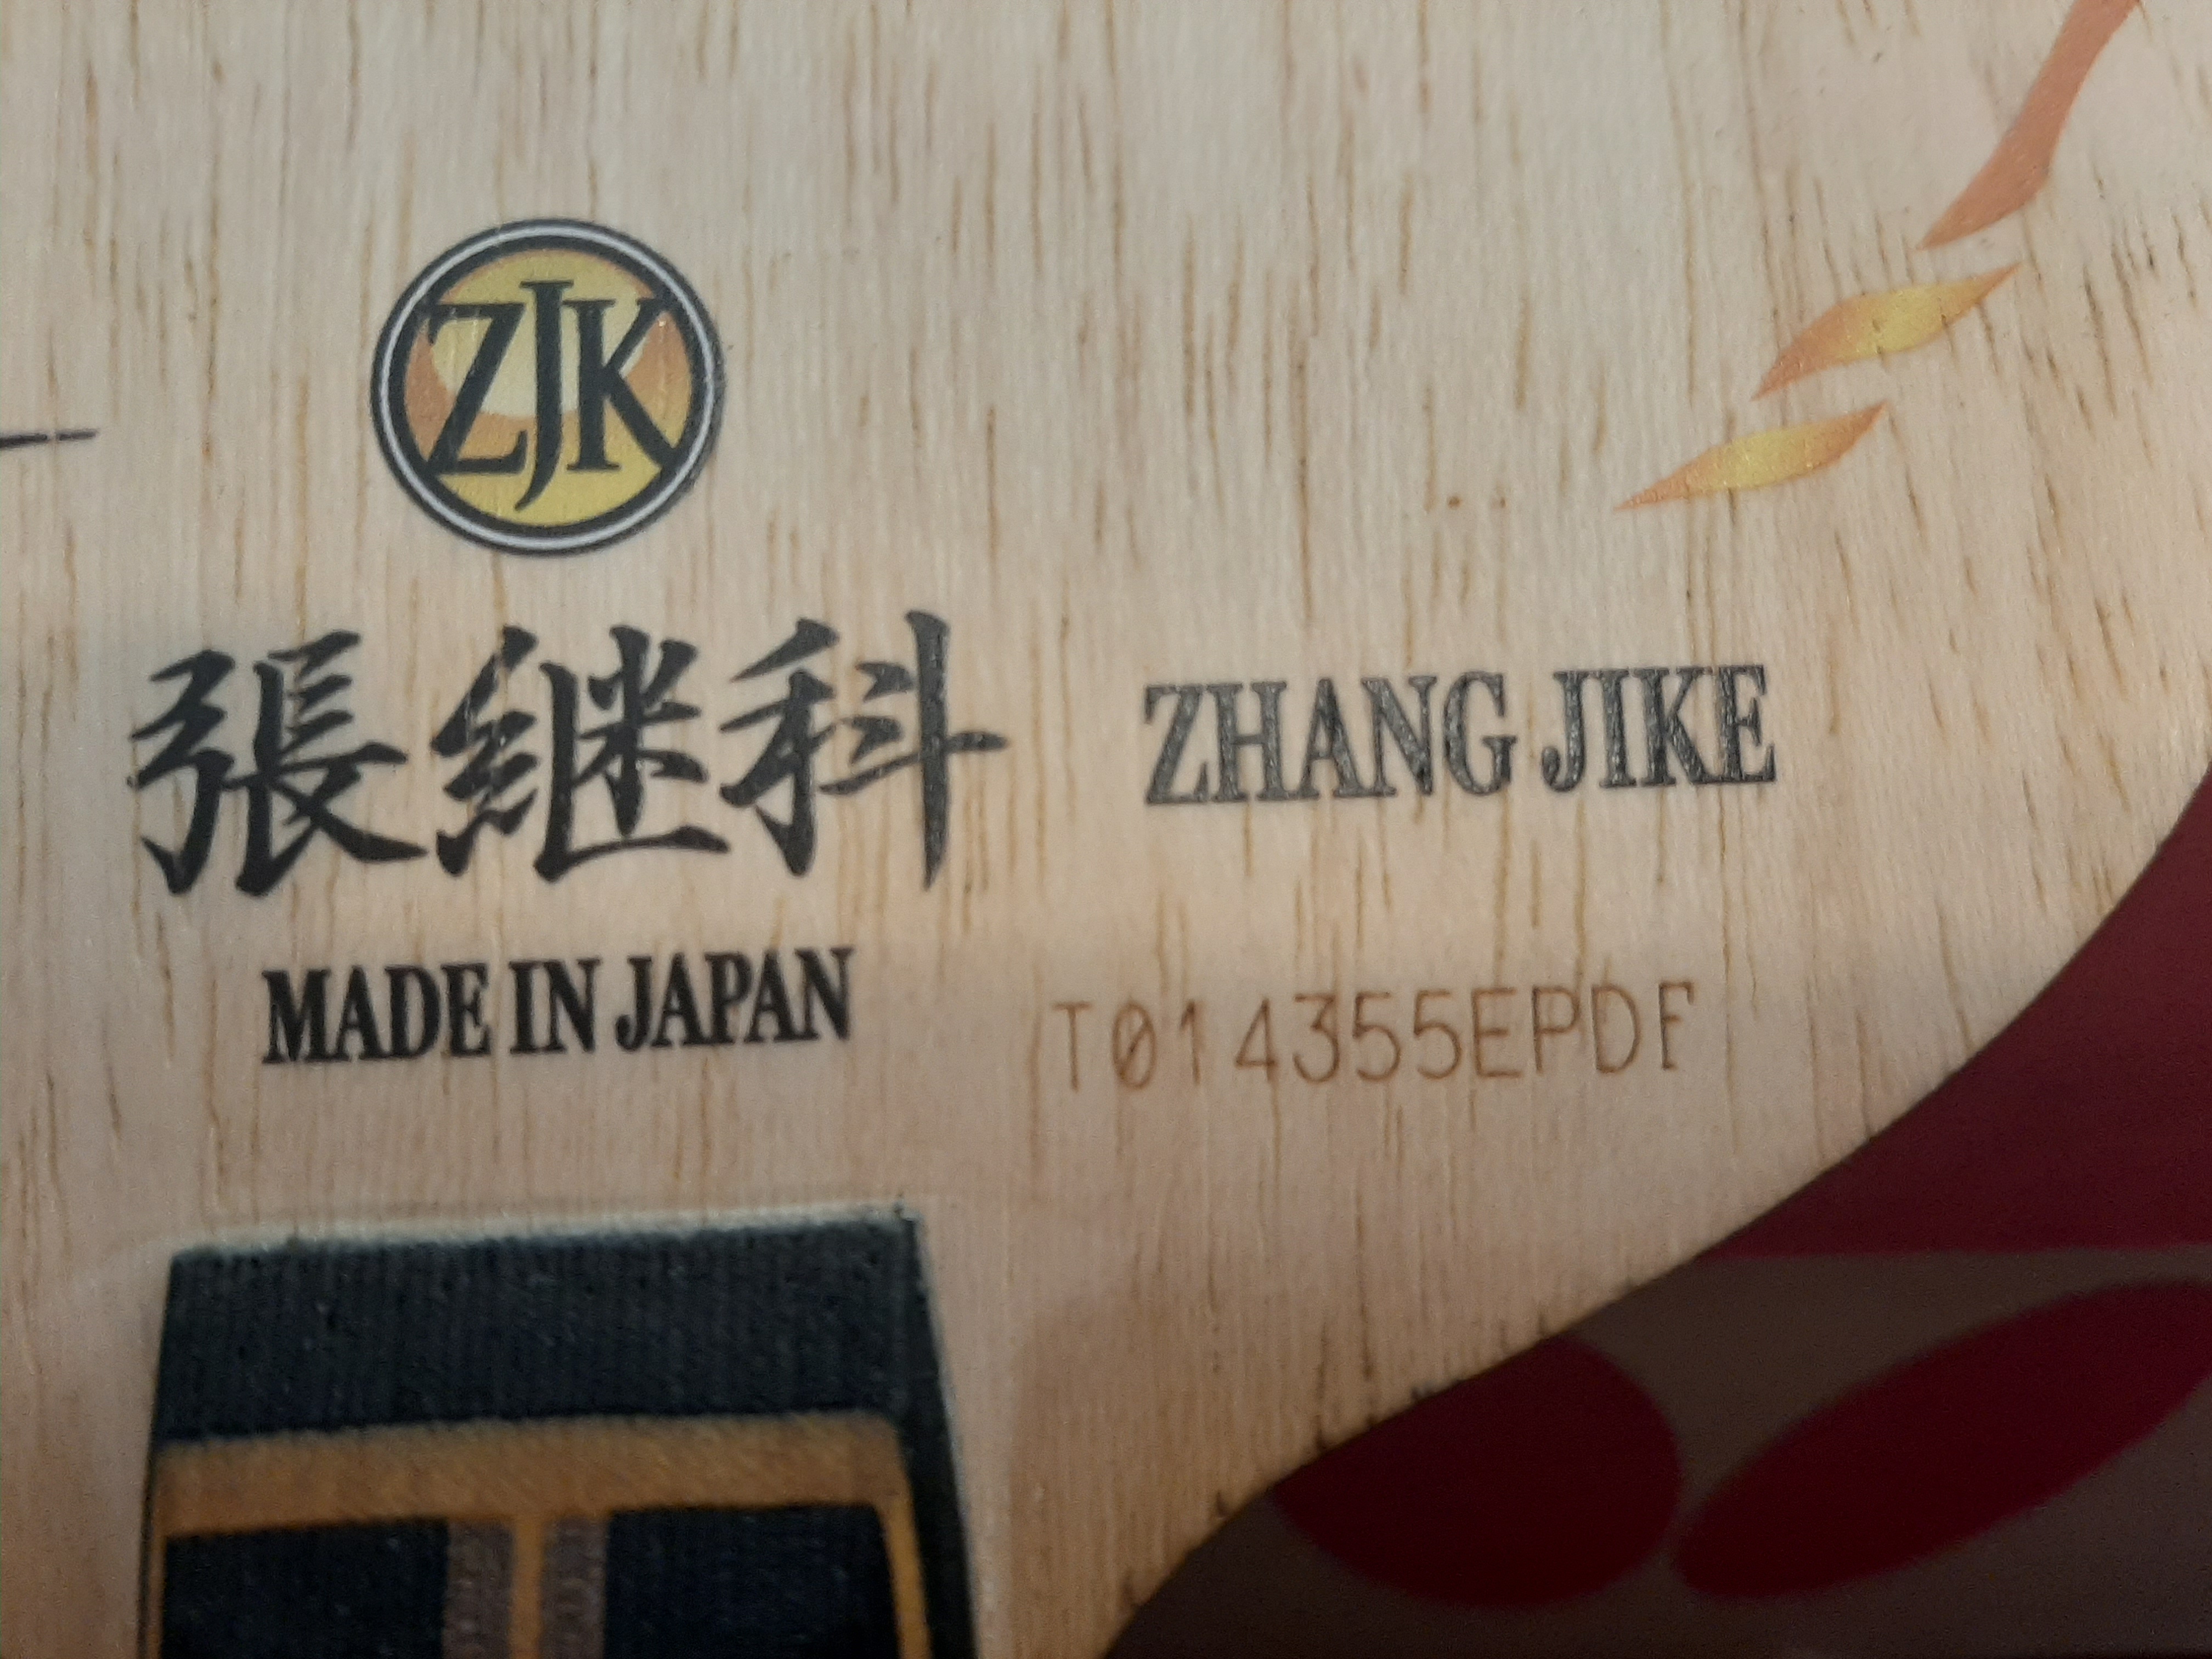 ZJK
張継科
ZHANG JIKE
MADE IN JAPAN
T014355EPDF